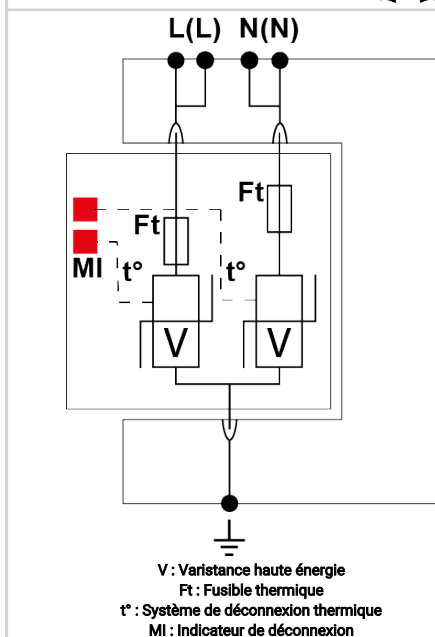 L(L) N(N)
Ft
Ft
MI
t°
t°
V
V
V : Varistance haute énergie
Ft : Fusible thermique
t° : Système de déconnexion thermique
MI : Indicateur de déconnexion